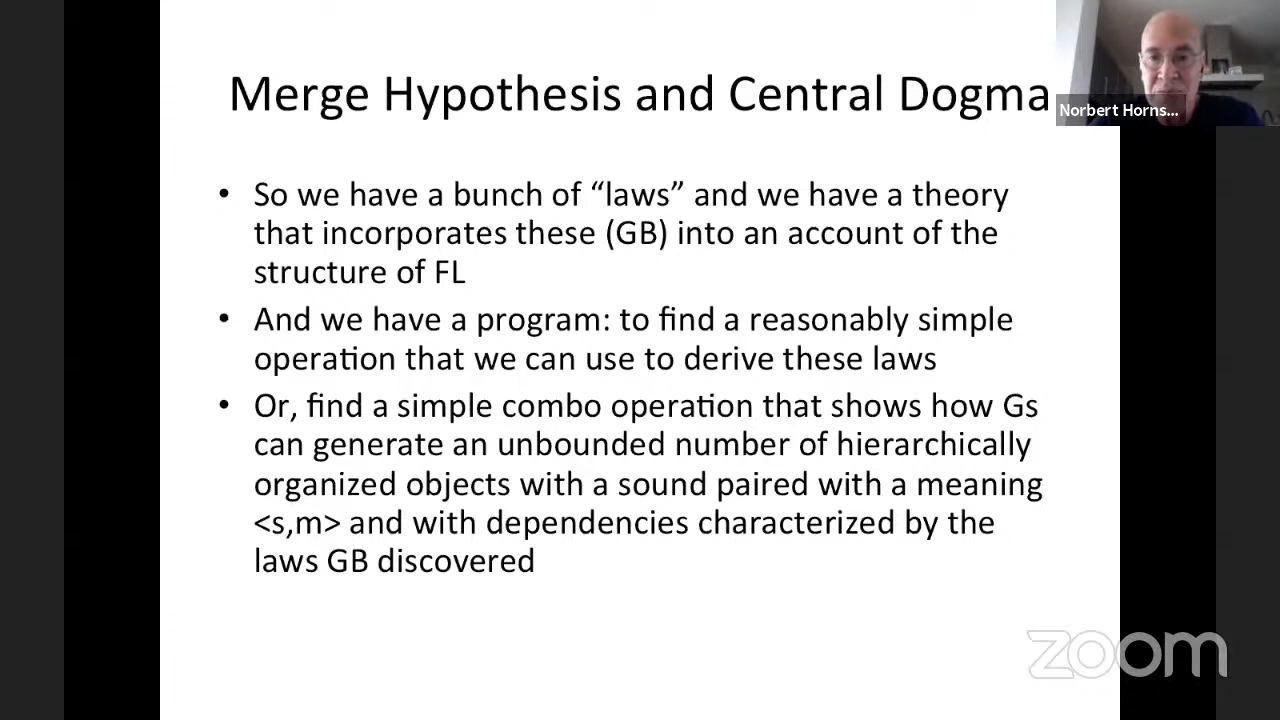 Merge Hypothesis and Central Dogma
Norbert Horns...
• So we have a bunch of “laws” and we have a theory
that incorporates these (GB) into an account of the
structure of FL
• And we have a program: to find a reasonably simple
operation that we can use to derive these laws
• Or, find a simple combo operation that shows how Gs
can generate an unbounded number of hierarchically
organized objects with a sound paired with a meaning
<s,m> and with dependencies characterized by the
laws GB discovered
zoom